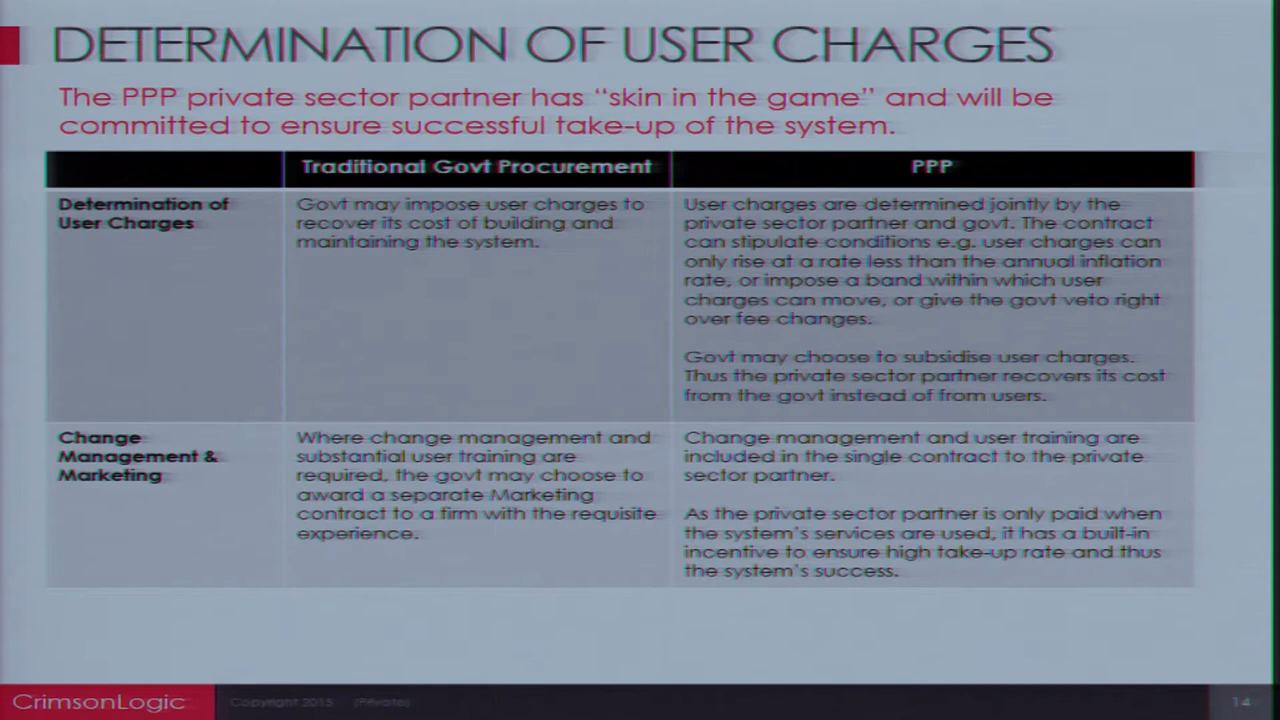 DETERMINATION OF USER CHARGES
The PPP private sector partner has “skin in the game” and will be
committed to ensure successful take-up of the system.
Traditional Govt Procurement
PPP
Determination of
User Charges
Govt may impose user charges to
recover its cost of building and
maintaining the system.
User charges are determined jointly by the
private sector partner and govt. The contract
can stipulate conditions e.g. user charges can
only rise at a rate less than the annual inflation
rate, or impose a band within which user
charges can move, or give the govt veto right
over fee changes.
Govt may choose to subsidise user charges.
Thus the private sector partner recovers its cost
from the govt instead of from users.
Change
Management &
Marketing
Where change management and
substantial user training are
required, the govt may choose to
award a separate Marketing
contract to a firm with the requisite
experience.
Change management and user training are
included in the single contract to the private
sector partner.
As the private sector partner is only paid when
the system’s services are used, it has a built-in
incentive to ensure high take-up rate and thus
the system’s success.
CrimsonLogic
Copyright 2015 (Private)
14